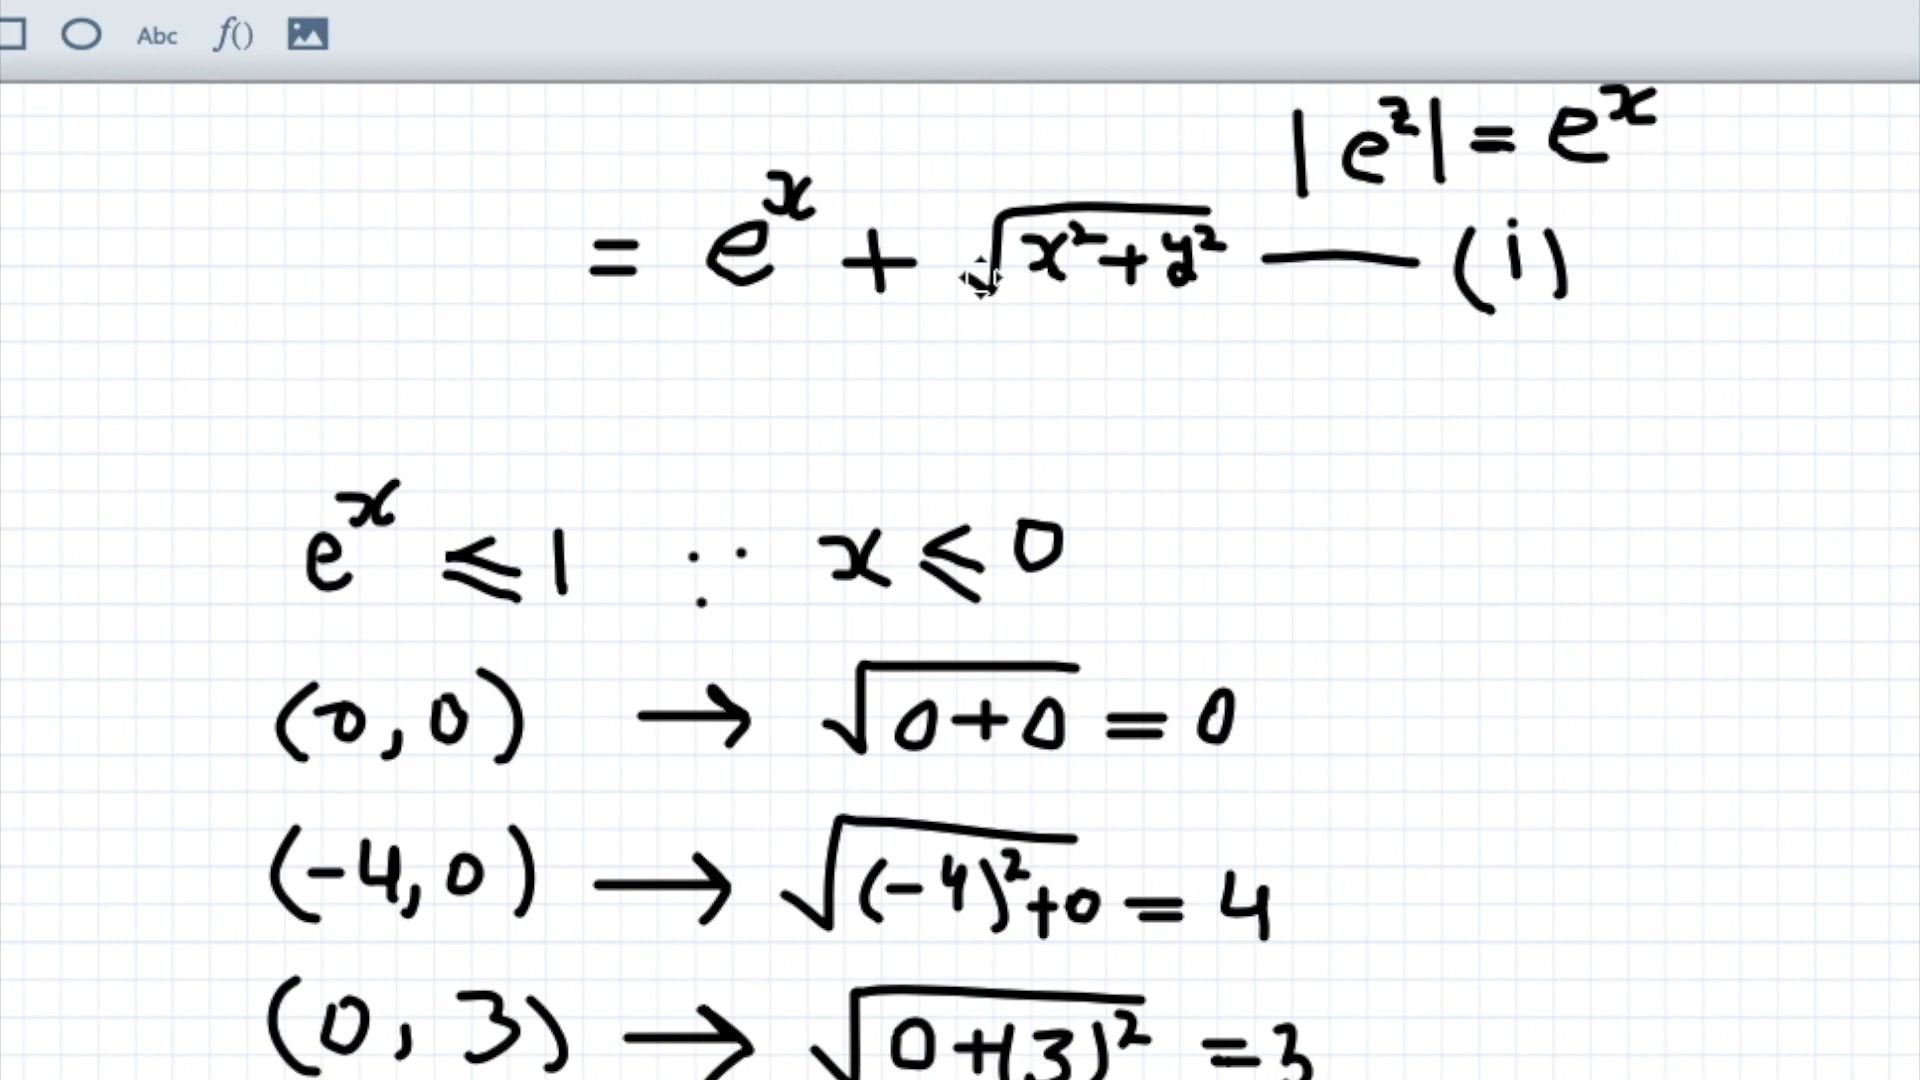 Abc f()
|e^z| = e^x
= e^x + √(x²+y²) —— (i)
e^x ≤ 1 ∵ x ≤ 0
(0,0) → √(0+0) = 0
(-4,0) → √((-4)²+0) = 4
(0,3) → √(0+(3)²) = 3